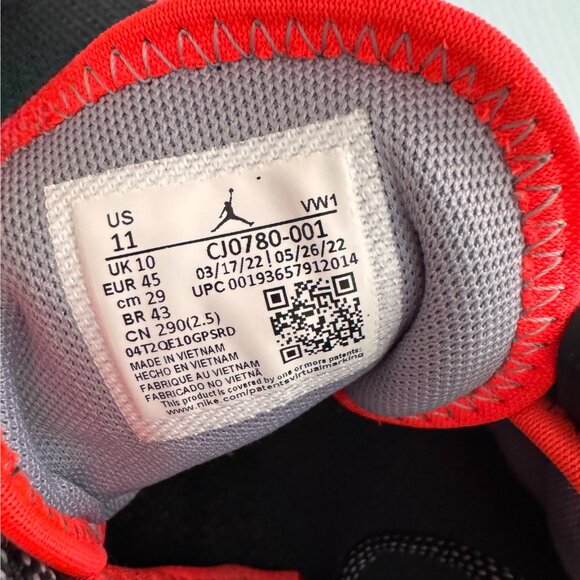 US VW1
11 CJ0780-001
UK 10 03/17/22 | 05/26/22
EUR 45 UPC 00193657912014
cm 29
BR 43
CN 290(2.5)
04T2QE10GPSRD
MADE IN VIETNAM
HECHO EN VIETNAM
FABRIQUE AU VIETNAM
FABRICADO NO VIETNÃ
This product is covered by one or more patents:
www.nike.com/patentsvirtualmarking